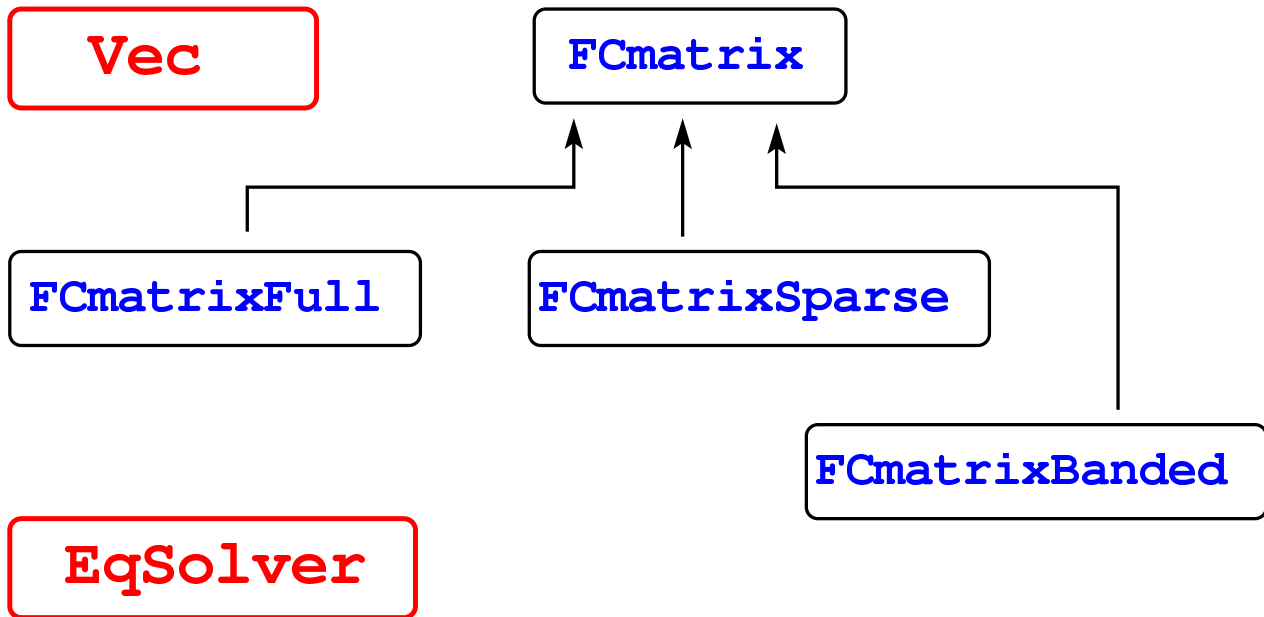 Vec
FCmatrix
FCmatrixFull
FCmatrixSparse
FCmatrixBanded
EqSolver